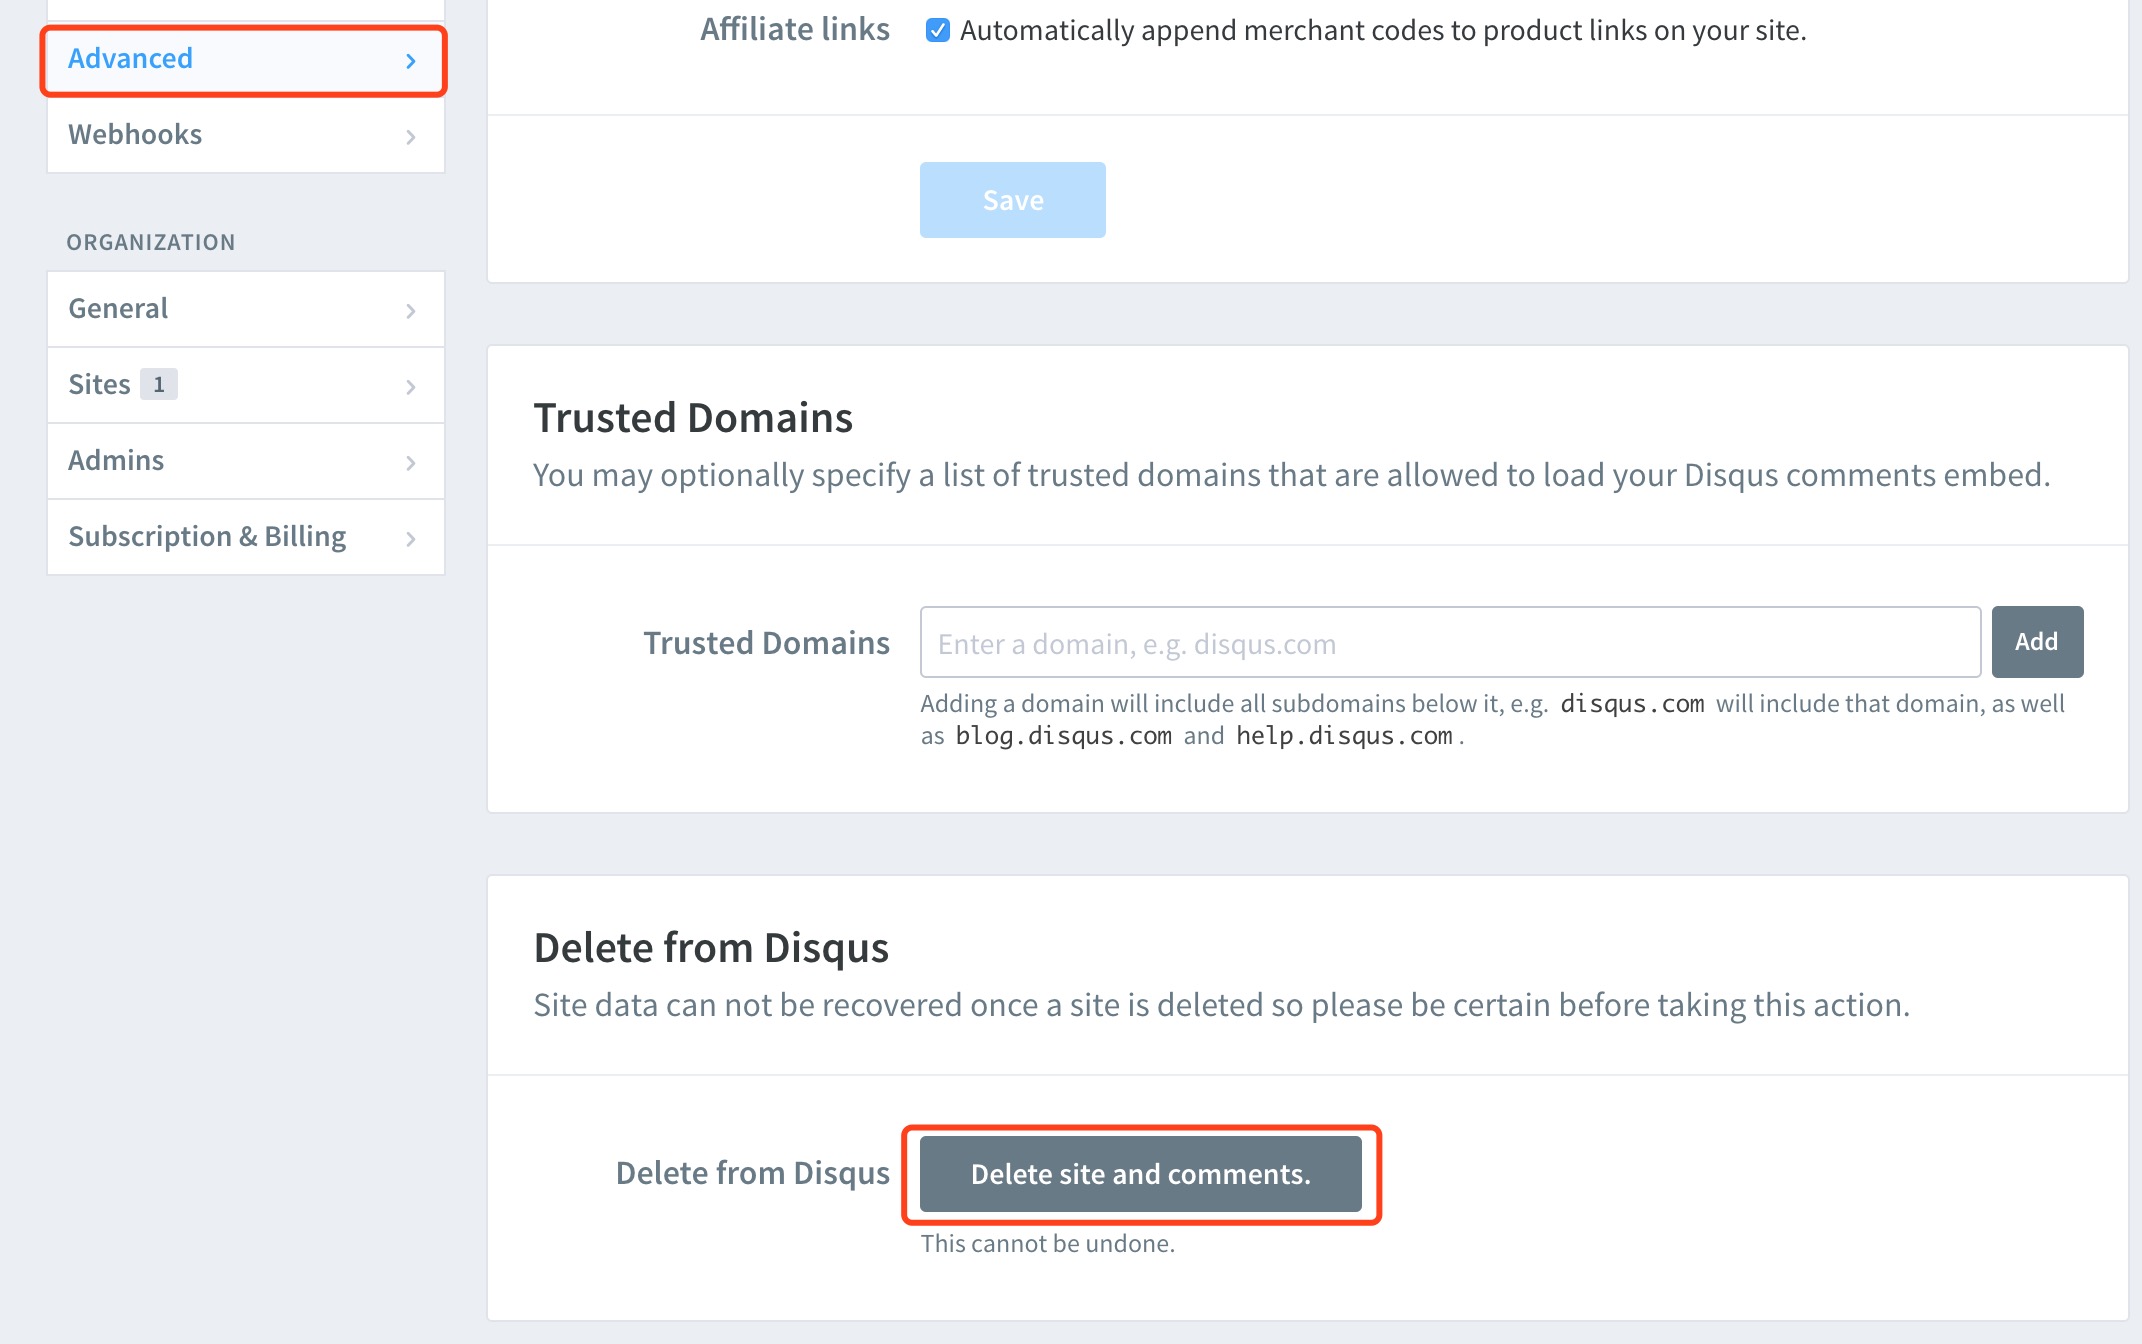 Advanced
Webhooks
ORGANIZATION
General
Sites 1
Admins
Subscription & Billing
Affiliate links
Automatically append merchant codes to product links on your site.
Save
Trusted Domains
You may optionally specify a list of trusted domains that are allowed to load your Disqus comments embed.
Trusted Domains
Enter a domain, e.g. disqus.com
Add
Adding a domain will include all subdomains below it, e.g. disqus.com will include that domain, as well
as blog.disqus.com and help.disqus.com.
Delete from Disqus
Site data can not be recovered once a site is deleted so please be certain before taking this action.
Delete from Disqus
Delete site and comments.
This cannot be undone.